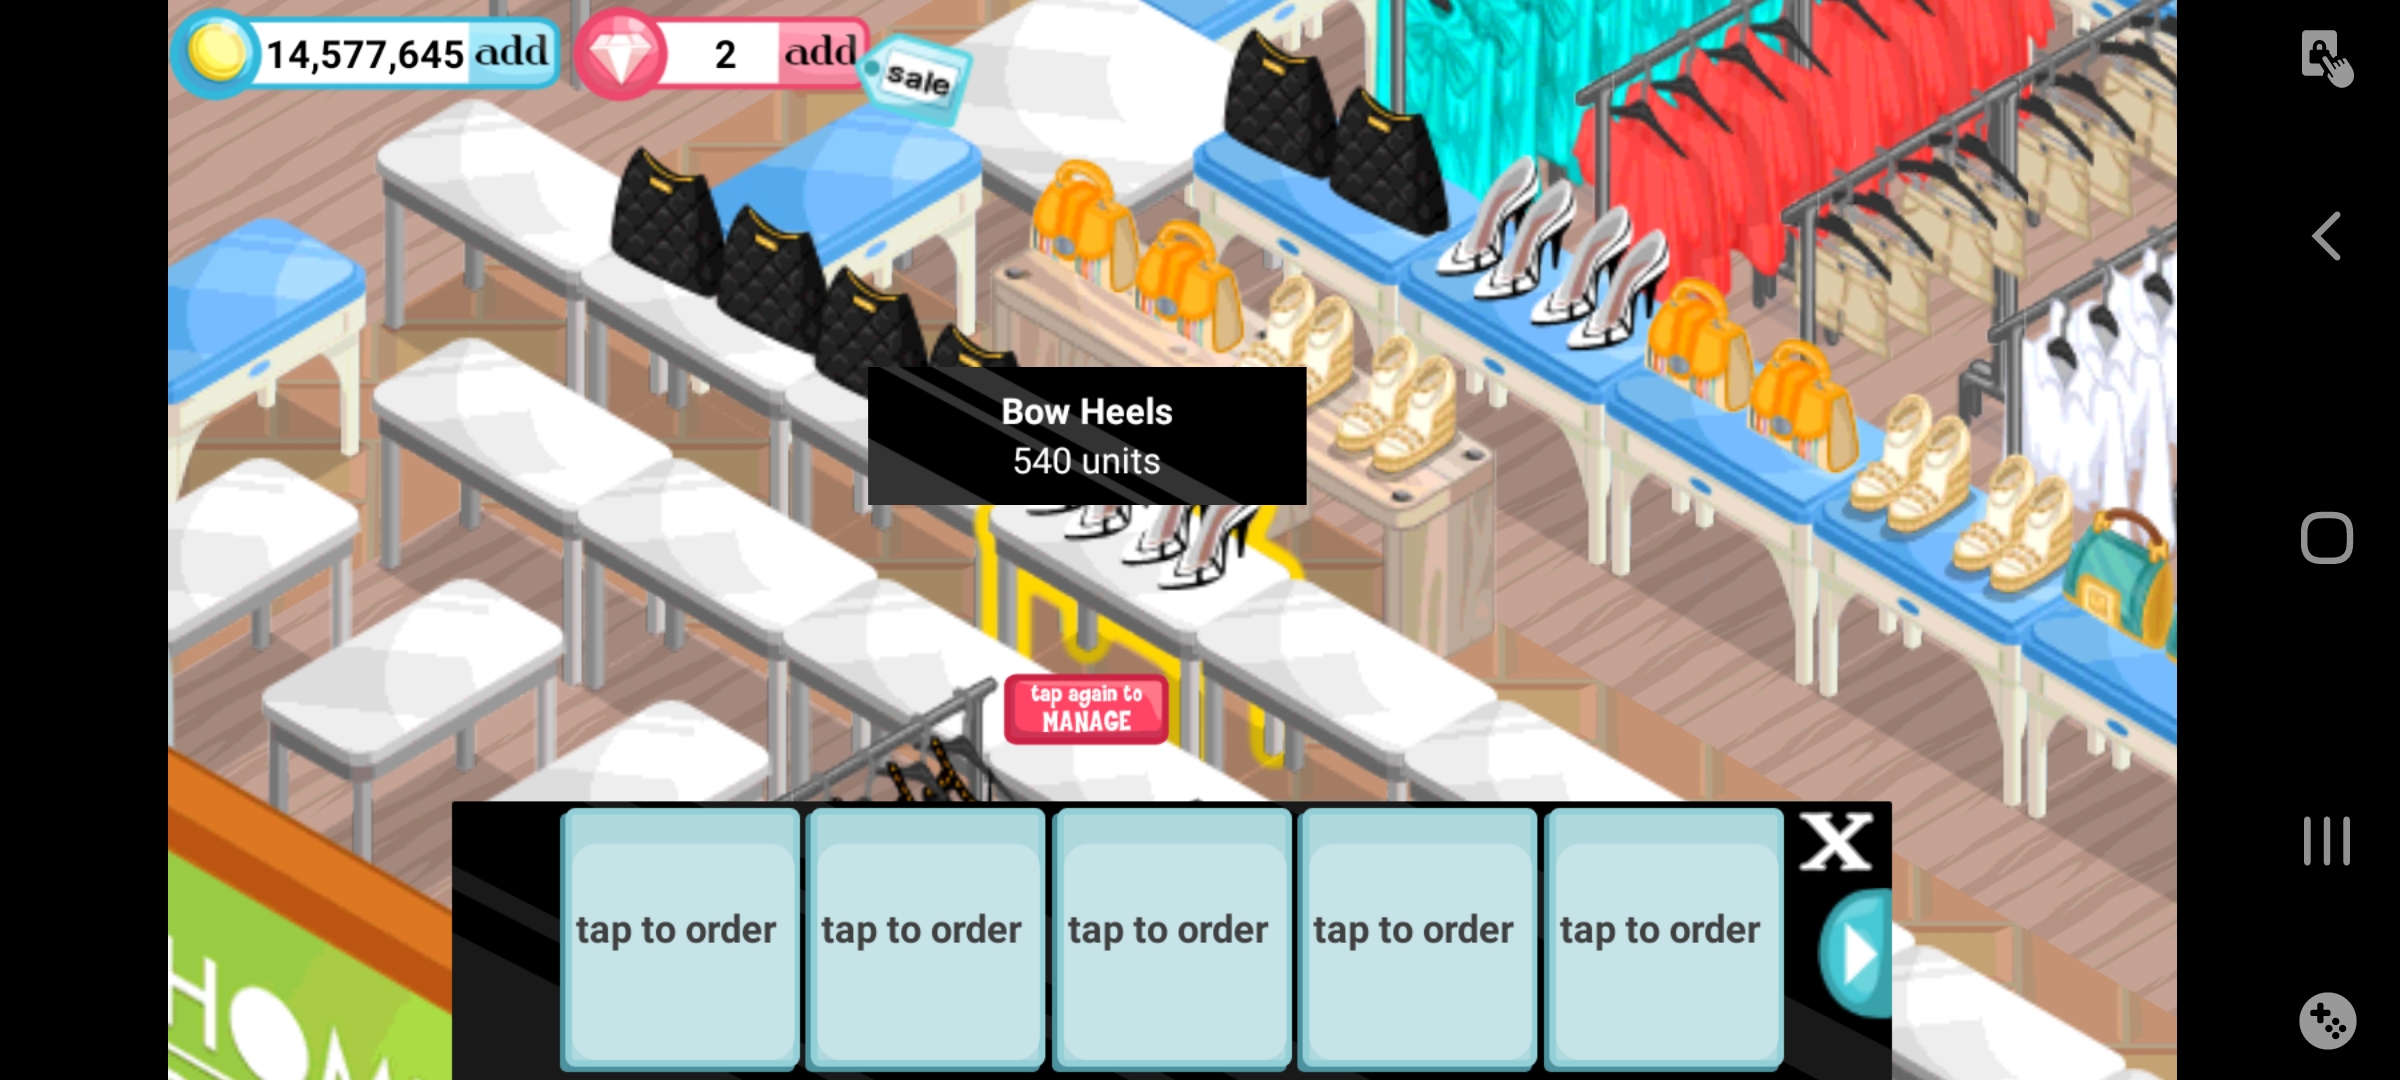 14,577,645 add
2 add
sale
Bow Heels
540 units
tap again to
MANAGE
X
tap to order
tap to order
tap to order
tap to order
tap to order